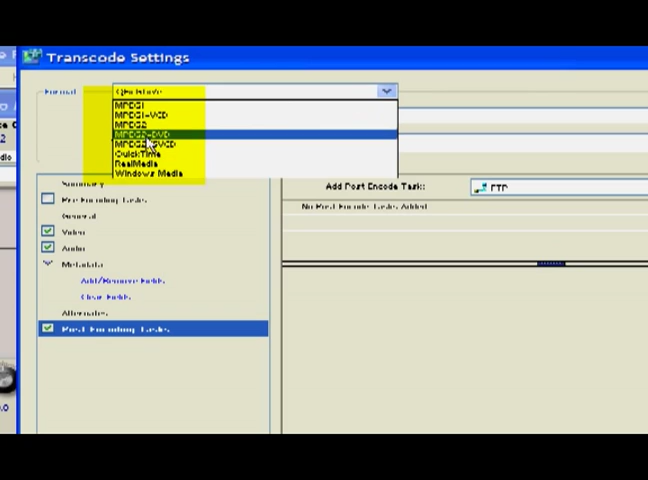 Transcode Settings
Format
QuickTime
MPEG1
MPEG1-VCD
MPEG2
MPEG2-DVD
MPEG2-SVCD
QuickTime
RealMedia
Windows Media
Summary
Pre Encoding Tasks
General
Video
Audio
Metadata
Add/Remove Fields
Clear Fields
Alternates
Post Encoding Tasks
Add Post Encode Task:
FTP
No Post Encode Tasks Added